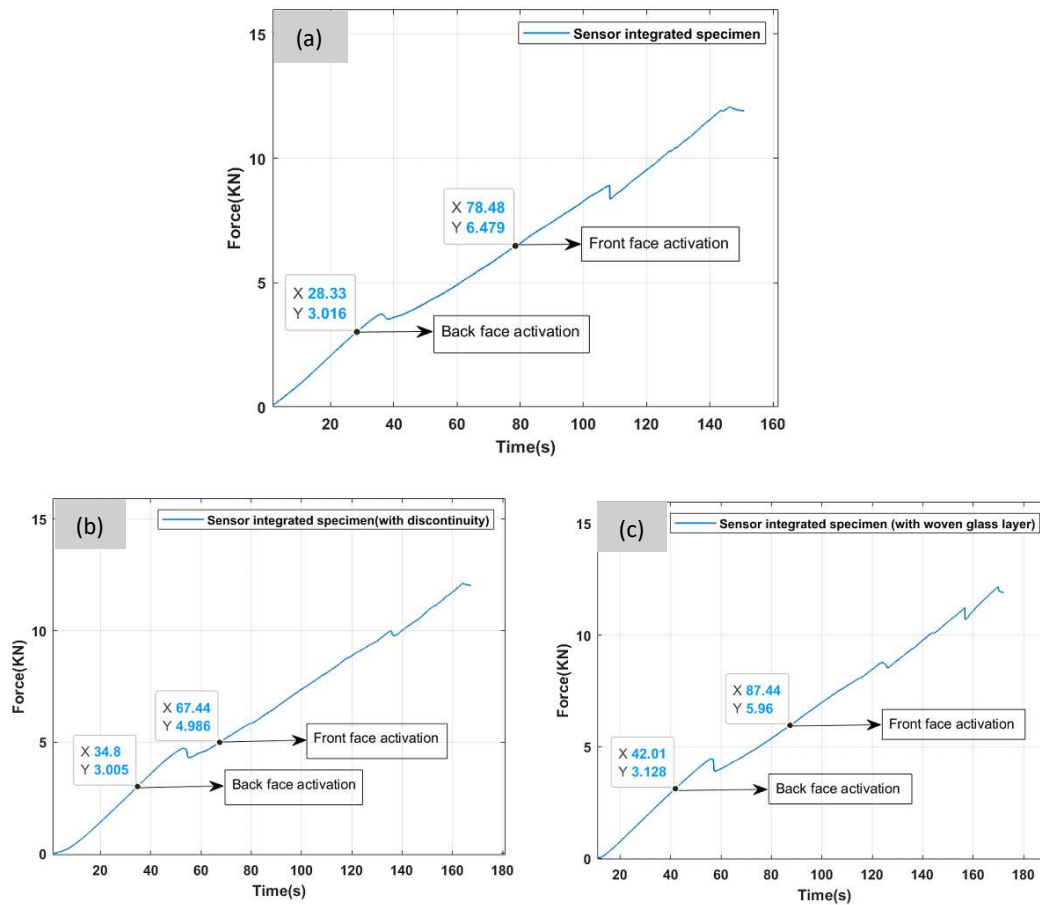 (a)
Sensor integrated specimen
15
10
5
0
Force(KN)
X 78.48
Y 6.479
Front face activation
X 28.33
Y 3.016
Back face activation
20 40 60 80 100 120 140 160
Time(s)
(b)
Sensor integrated specimen(with discontinuity)
15
10
5
0
Force(KN)
X 67.44
Y 4.986
Front face activation
X 34.8
Y 3.005
Back face activation
20 40 60 80 100 120 140 160 180
Time(s)
(c)
Sensor integrated specimen (with woven glass layer)
15
10
5
0
Force(KN)
X 87.44
Y 5.96
Front face activation
X 42.01
Y 3.128
Back face activation
20 40 60 80 100 120 140 160
Time(s)